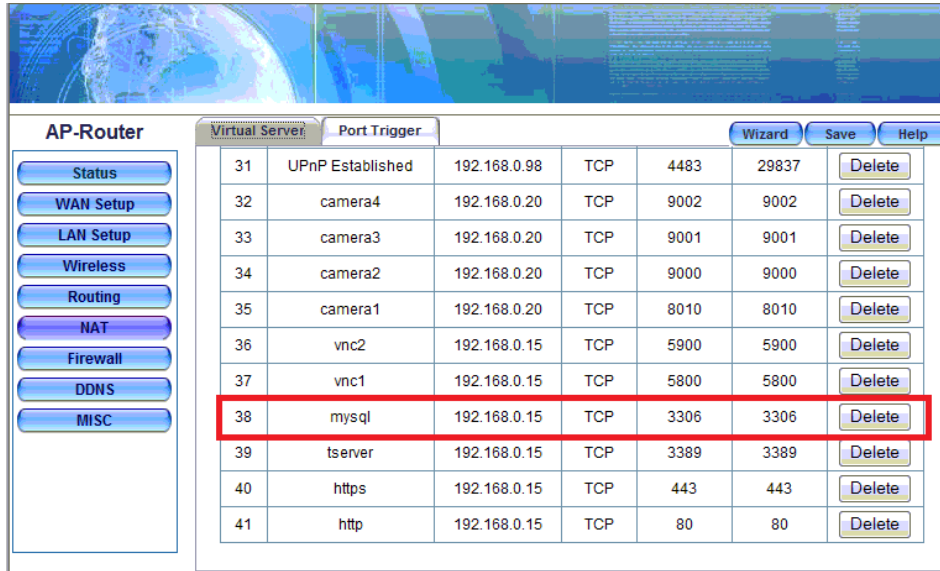 AP-Router
Virtual Server Port Trigger Wizard Save Help
Status
WAN Setup
LAN Setup
Wireless
Routing
NAT
Firewall
DDNS
MISC
31 UPnP Established 192.168.0.98 TCP 4483 29837 Delete
32 camera4 192.168.0.20 TCP 9002 9002 Delete
33 camera3 192.168.0.20 TCP 9001 9001 Delete
34 camera2 192.168.0.20 TCP 9000 9000 Delete
35 camera1 192.168.0.20 TCP 8010 8010 Delete
36 vnc2 192.168.0.15 TCP 5900 5900 Delete
37 vnc1 192.168.0.15 TCP 5800 5800 Delete
38 mysql 192.168.0.15 TCP 3306 3306 Delete
39 tserver 192.168.0.15 TCP 3389 3389 Delete
40 https 192.168.0.15 TCP 443 443 Delete
41 http 192.168.0.15 TCP 80 80 Delete